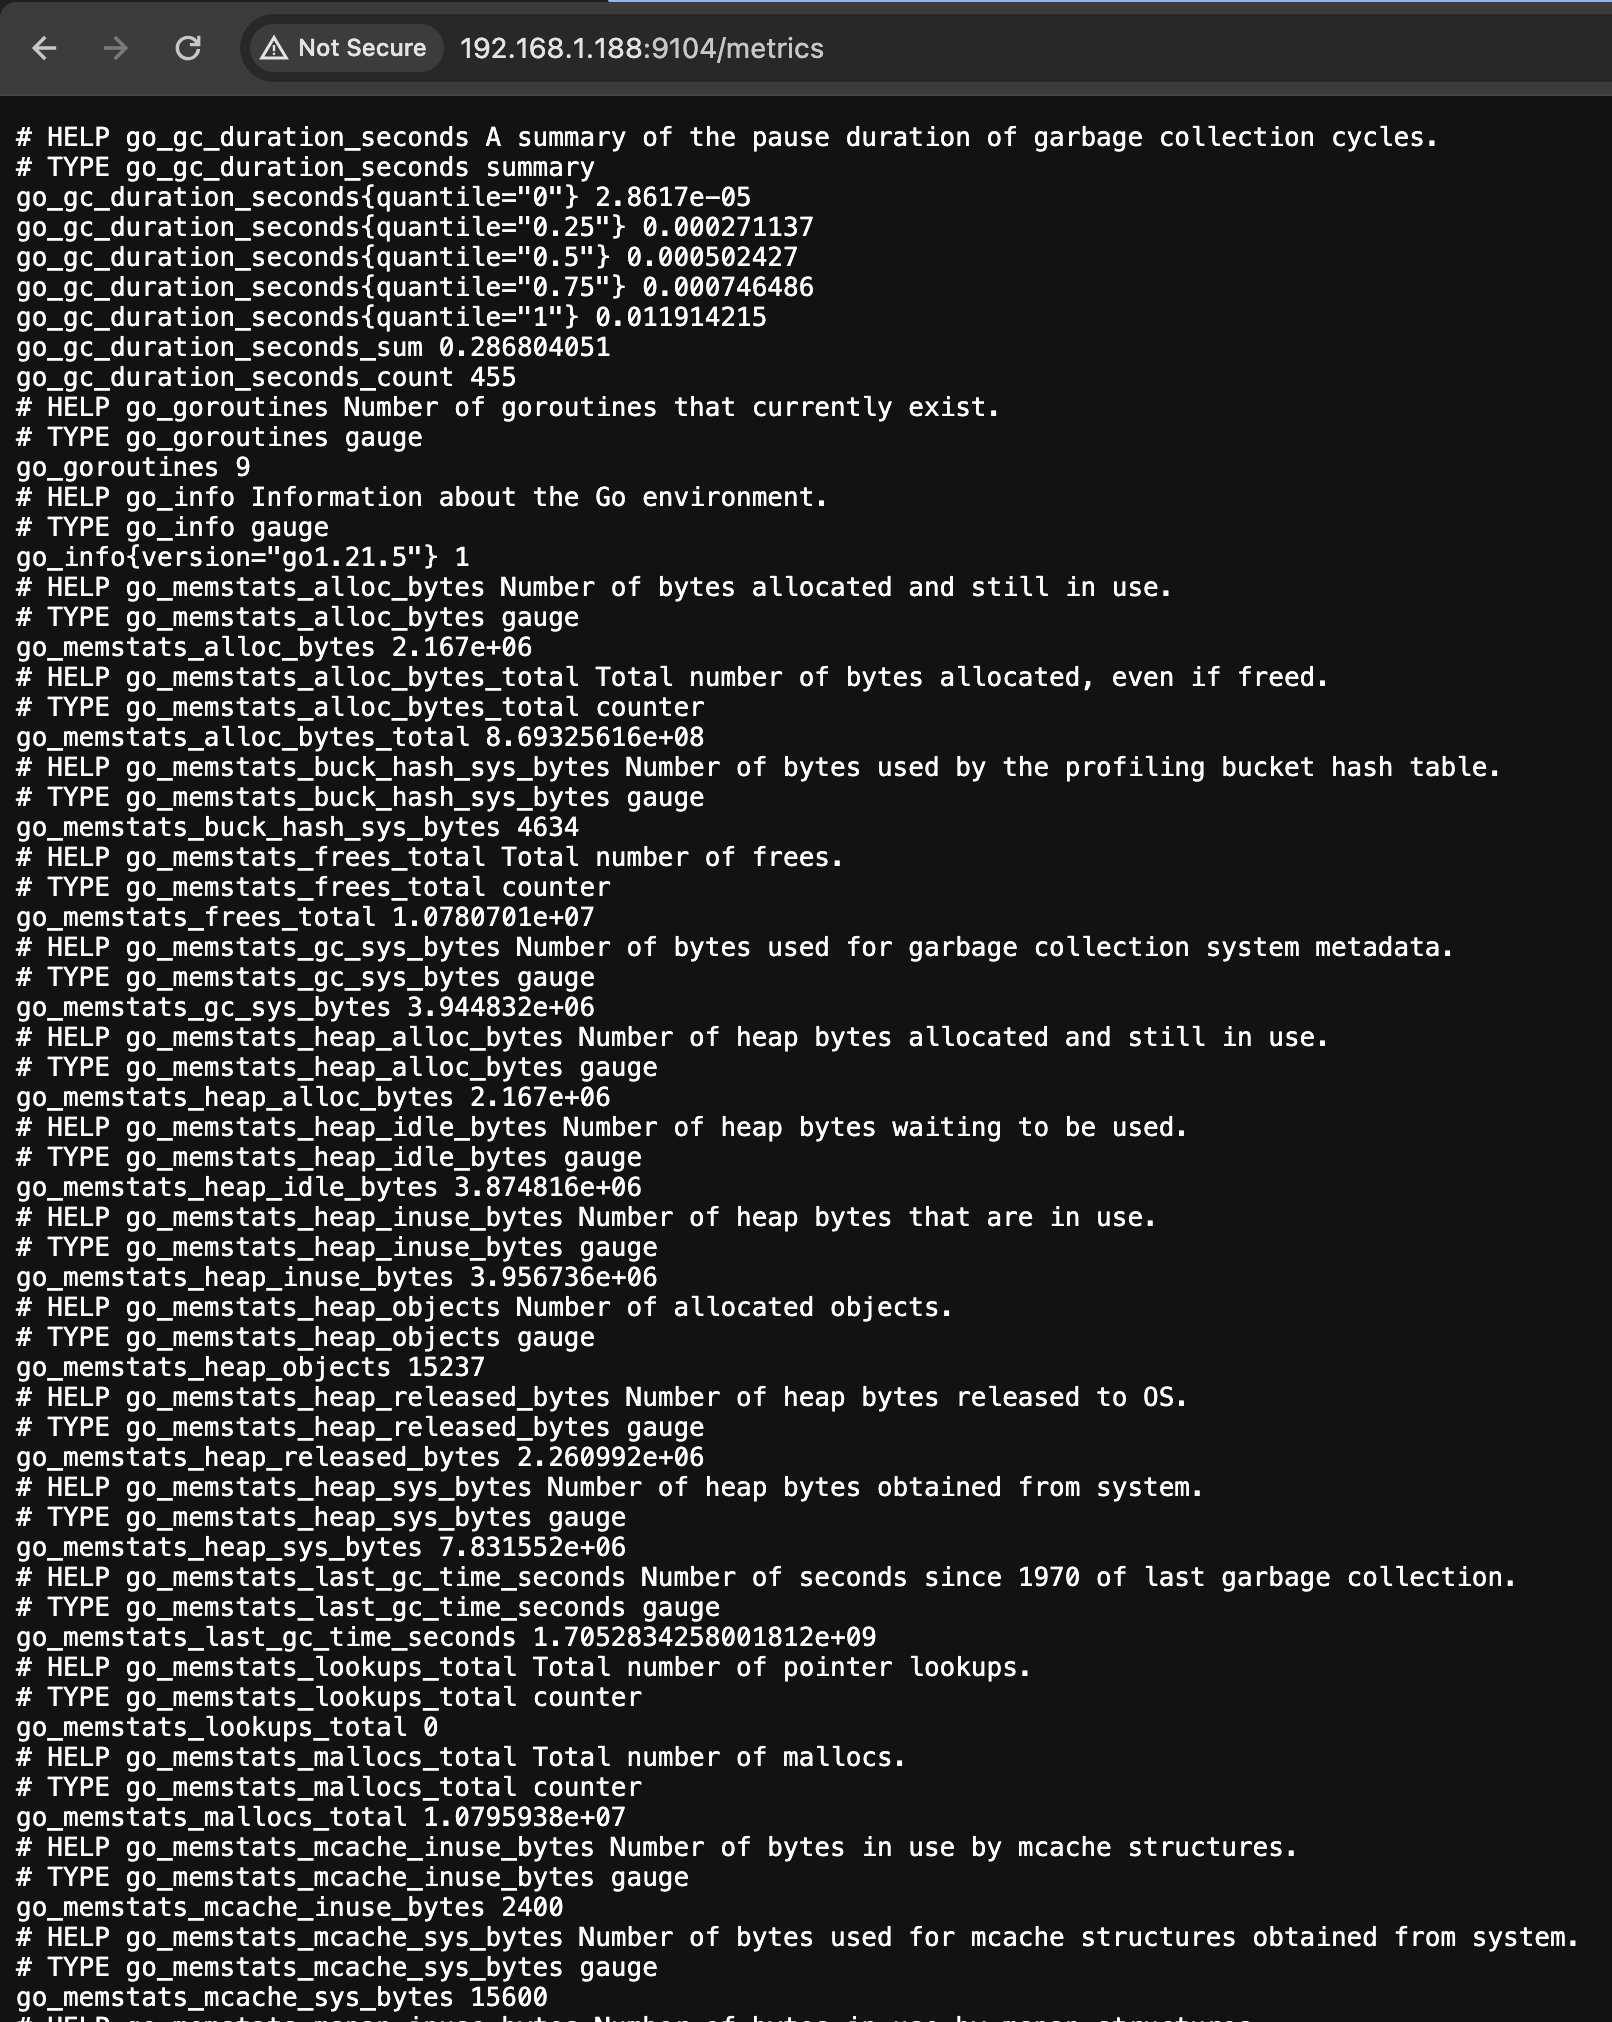 Not Secure 192.168.1.188:9104/metrics
# HELP go_gc_duration_seconds A summary of the pause duration of garbage collection cycles.
# TYPE go_gc_duration_seconds summary
go_gc_duration_seconds{quantile="0"} 2.8617e-05
go_gc_duration_seconds{quantile="0.25"} 0.000271137
go_gc_duration_seconds{quantile="0.5"} 0.000502427
go_gc_duration_seconds{quantile="0.75"} 0.000746486
go_gc_duration_seconds{quantile="1"} 0.011914215
go_gc_duration_seconds_sum 0.286804051
go_gc_duration_seconds_count 455
# HELP go_goroutines Number of goroutines that currently exist.
# TYPE go_goroutines gauge
go_goroutines 9
# HELP go_info Information about the Go environment.
# TYPE go_info gauge
go_info{version="go1.21.5"} 1
# HELP go_memstats_alloc_bytes Number of bytes allocated and still in use.
# TYPE go_memstats_alloc_bytes gauge
go_memstats_alloc_bytes 2.167e+06
# HELP go_memstats_alloc_bytes_total Total number of bytes allocated, even if freed.
# TYPE go_memstats_alloc_bytes_total counter
go_memstats_alloc_bytes_total 8.69325616e+08
# HELP go_memstats_buck_hash_sys_bytes Number of bytes used by the profiling bucket hash table.
# TYPE go_memstats_buck_hash_sys_bytes gauge
go_memstats_buck_hash_sys_bytes 4634
# HELP go_memstats_frees_total Total number of frees.
# TYPE go_memstats_frees_total counter
go_memstats_frees_total 1.0780701e+07
# HELP go_memstats_gc_sys_bytes Number of bytes used for garbage collection system metadata.
# TYPE go_memstats_gc_sys_bytes gauge
go_memstats_gc_sys_bytes 3.944832e+06
# HELP go_memstats_heap_alloc_bytes Number of heap bytes allocated and still in use.
# TYPE go_memstats_heap_alloc_bytes gauge
go_memstats_heap_alloc_bytes 2.167e+06
# HELP go_memstats_heap_idle_bytes Number of heap bytes waiting to be used.
# TYPE go_memstats_heap_idle_bytes gauge
go_memstats_heap_idle_bytes 3.874816e+06
# HELP go_memstats_heap_inuse_bytes Number of heap bytes that are in use.
# TYPE go_memstats_heap_inuse_bytes gauge
go_memstats_heap_inuse_bytes 3.956736e+06
# HELP go_memstats_heap_objects Number of allocated objects.
# TYPE go_memstats_heap_objects gauge
go_memstats_heap_objects 15237
# HELP go_memstats_heap_released_bytes Number of heap bytes released to OS.
# TYPE go_memstats_heap_released_bytes gauge
go_memstats_heap_released_bytes 2.260992e+06
# HELP go_memstats_heap_sys_bytes Number of heap bytes obtained from system.
# TYPE go_memstats_heap_sys_bytes gauge
go_memstats_heap_sys_bytes 7.831552e+06
# HELP go_memstats_last_gc_time_seconds Number of seconds since 1970 of last garbage collection.
# TYPE go_memstats_last_gc_time_seconds gauge
go_memstats_last_gc_time_seconds 1.7052834258001812e+09
# HELP go_memstats_lookups_total Total number of pointer lookups.
# TYPE go_memstats_lookups_total counter
go_memstats_lookups_total 0
# HELP go_memstats_mallocs_total Total number of mallocs.
# TYPE go_memstats_mallocs_total counter
go_memstats_mallocs_total 1.0795938e+07
# HELP go_memstats_mcache_inuse_bytes Number of bytes in use by mcache structures.
# TYPE go_memstats_mcache_inuse_bytes gauge
go_memstats_mcache_inuse_bytes 2400
# HELP go_memstats_mcache_sys_bytes Number of bytes used for mcache structures obtained from system.
# TYPE go_memstats_mcache_sys_bytes gauge
go_memstats_mcache_sys_bytes 15600